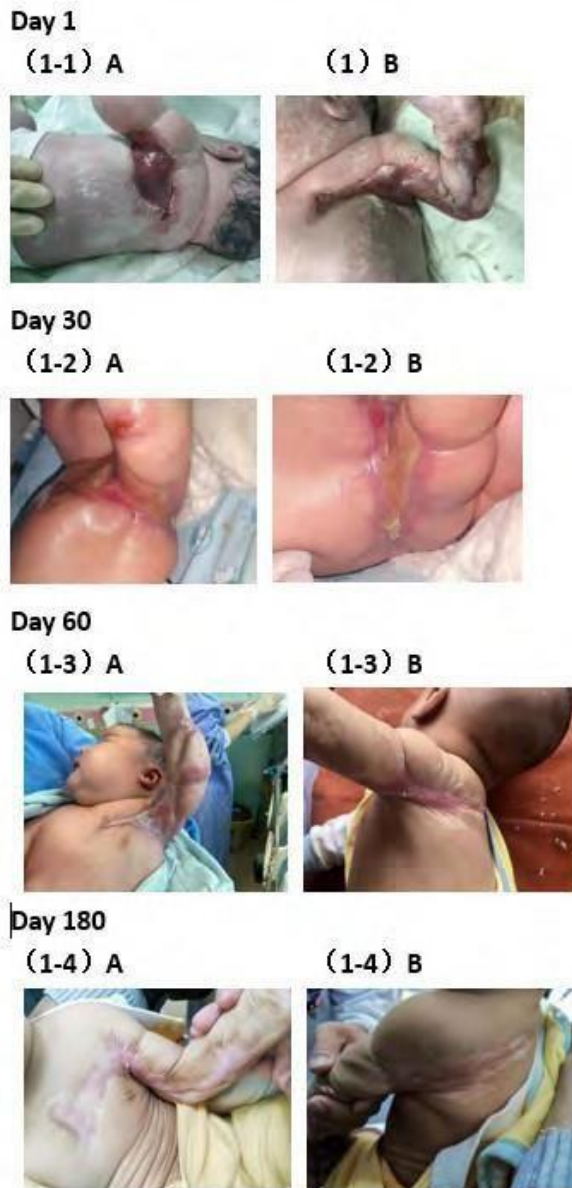 Day 1
（1-1）A （1）B
Day 30
（1-2）A （1-2）B
Day 60
（1-3）A （1-3）B
Day 180
（1-4）A （1-4）B